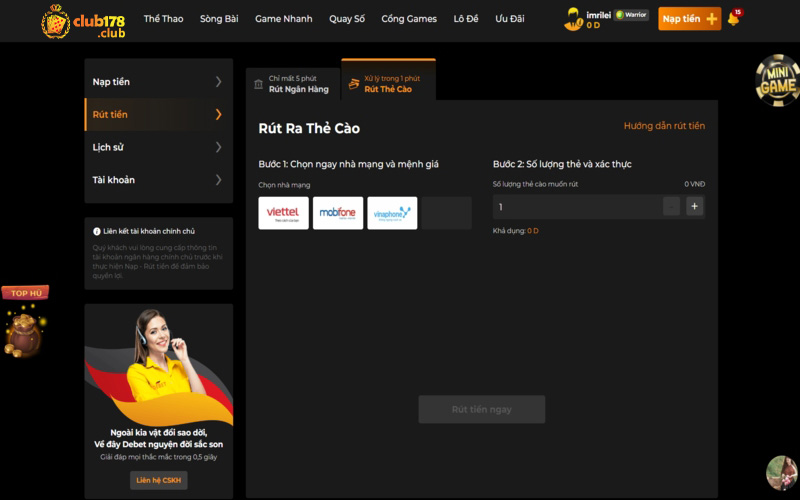 club178
.club
Thể Thao
Sòng Bài
Game Nhanh
Quay Số
Cổng Games
Lô Đề
Ưu Đãi
imrilei
Warrior
0 D
Nạp tiền +
15
Nạp tiền
Rút tiền
Lịch sử
Tài khoản
Liên kết tài khoản chính chủ
Quý khách vui lòng cung cấp thông tin
tài khoản ngân hàng chính chủ trước khi
thực hiện Nạp - Rút tiền để đảm bảo
quyền lợi.
TOP HŨ
Ngoài kia vật đổi sao dời,
Về đây Debet nguyện đời sắc son
Giải đáp mọi thắc mắc trong 0,5 giây
Liên hệ CSKH
Chỉ mất 5 phút
Rút Ngân Hàng
Xử lý trong 1 phút
Rút Thẻ Cào
Rút Ra Thẻ Cào
Hướng dẫn rút tiền
Bước 1: Chọn ngay nhà mạng và mệnh giá
Chọn nhà mạng
viettel
mobifone
vinaphone
Bước 2: Số lượng thẻ và xác thực
Số lượng thẻ cào muốn rút
0 VNĐ
1
- +
Khả dụng: 0 D
Rút tiền ngay
MINI
GAME